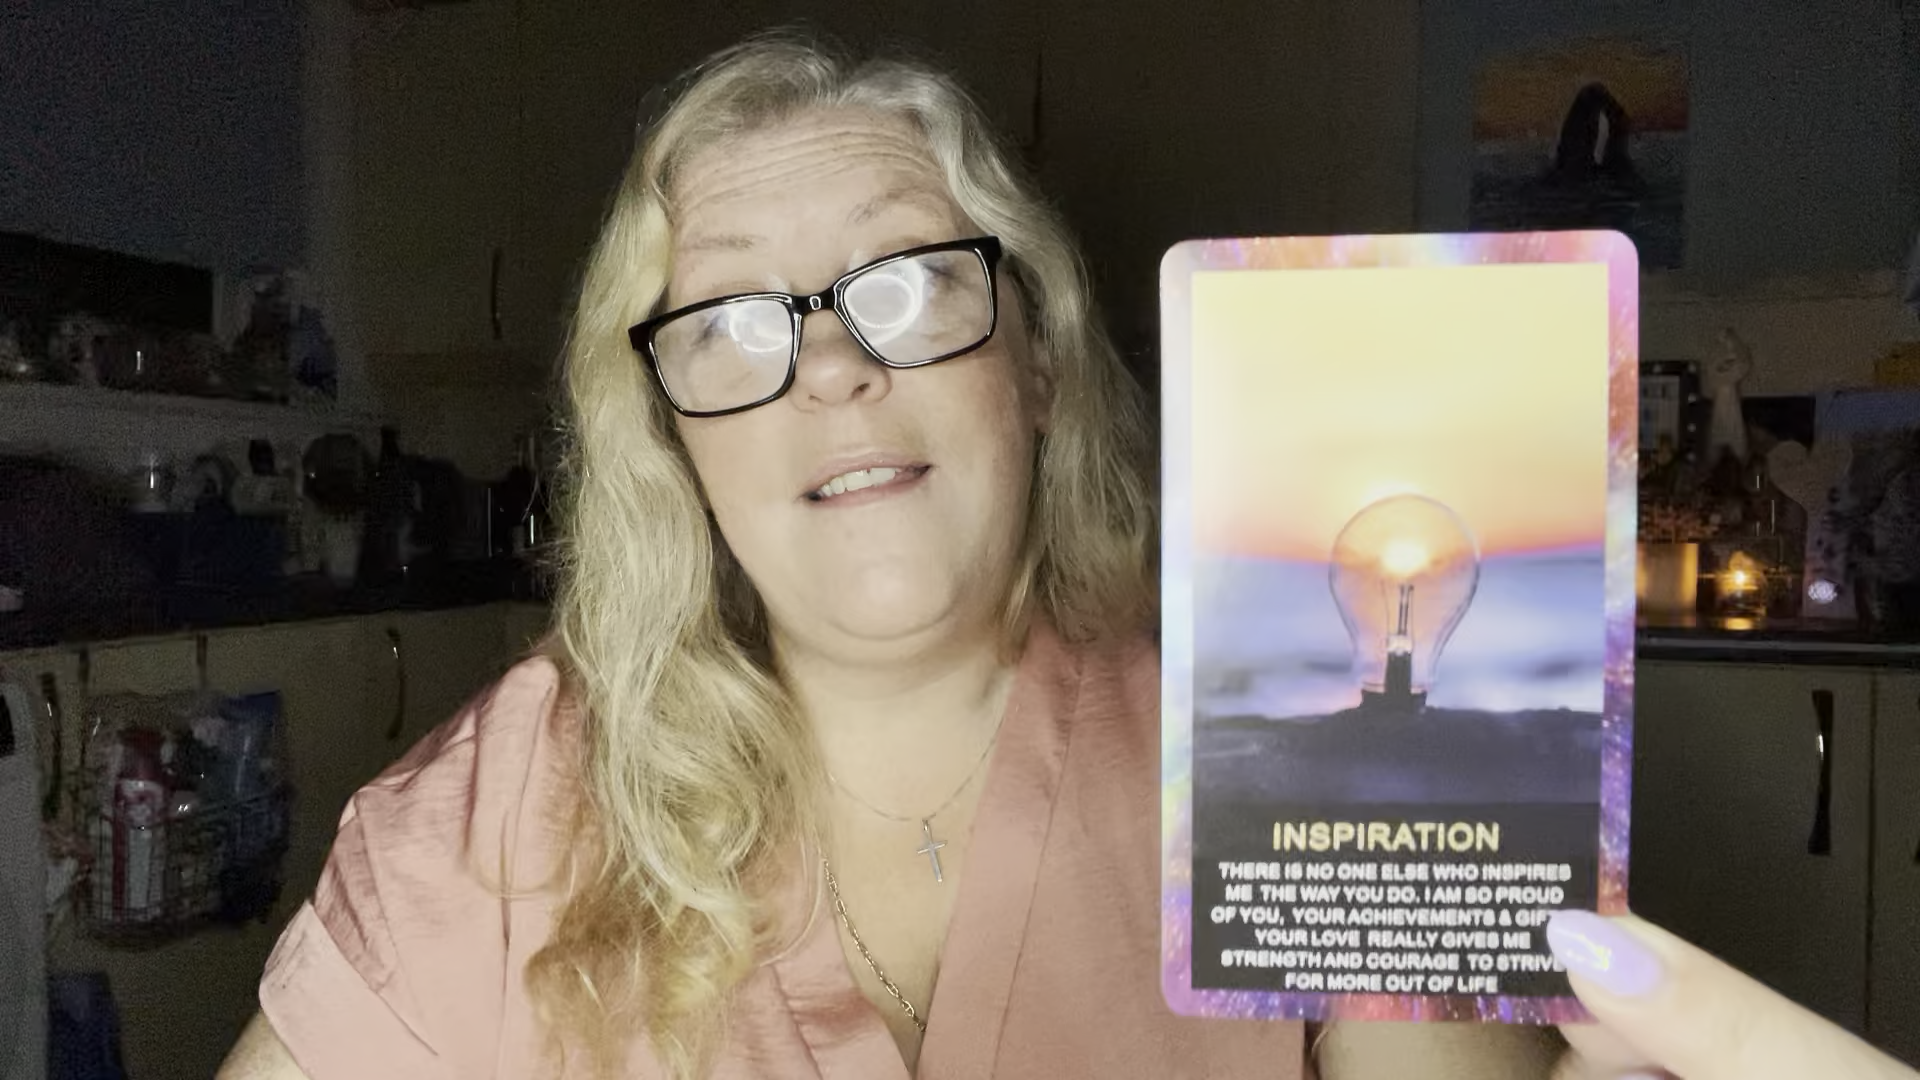 INSPIRATION
THERE IS NO ONE ELSE WHO INSPIRES
ME THE WAY YOU DO. I AM SO PROUD
OF YOU, YOUR ACHIEVEMENTS &
YOUR LOVE REALLY GIVES ME
STRENGTH AND COURAGE TO STRIVE
FOR MORE OUT OF LIFE